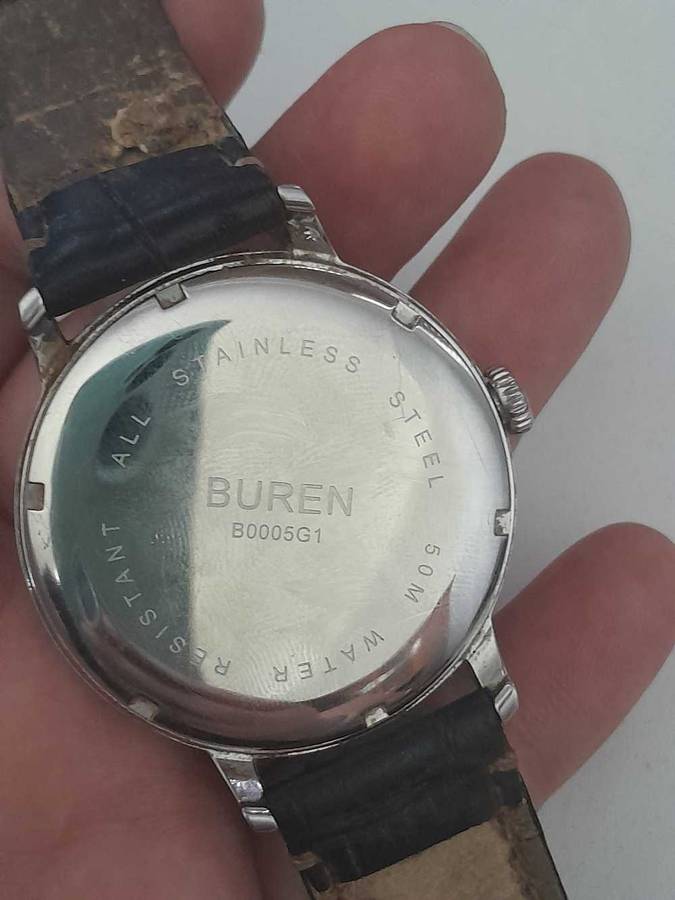 ALL STAINLESS STEEL 50M WATER RESISTANT
BUREN
B0005G1